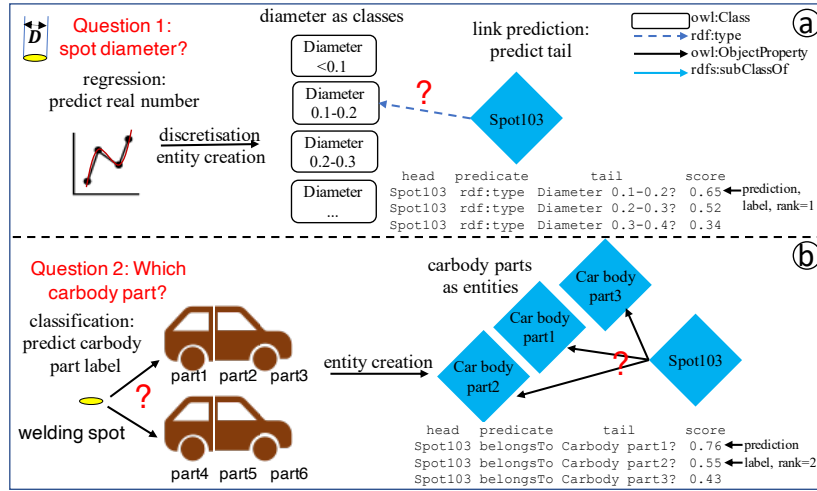 D
Question 1:
spot diameter?
regression:
predict real number
discretisation
entity creation
diameter as classes
Diameter
<0.1
Diameter
0.1-0.2
Diameter
0.2-0.3
Diameter
...
link prediction:
predict tail
?
Spot103
a
owl:Class
rdf:type
owl:ObjectProperty
rdfs:subClassOf
head predicate tail score
Spot103 rdf:type Diameter 0.1-0.2? 0.65
Spot103 rdf:type Diameter 0.2-0.3? 0.52
Spot103 rdf:type Diameter 0.3-0.4? 0.34
prediction,
label, rank=1
Question 2: Which
carbody part?
classification:
predict carbody
part label
?
welding spot
part1 part2 part3
part4 part5 part6
entity creation
carbody parts
as entities
Car body
part3
Car body
part1
Car body
part2
?
Spot103
b
head predicate tail score
Spot103 belongsTo Carbody part1? 0.76
Spot103 belongsTo Carbody part2? 0.55
Spot103 belongsTo Carbody part3? 0.43
prediction
label, rank=2